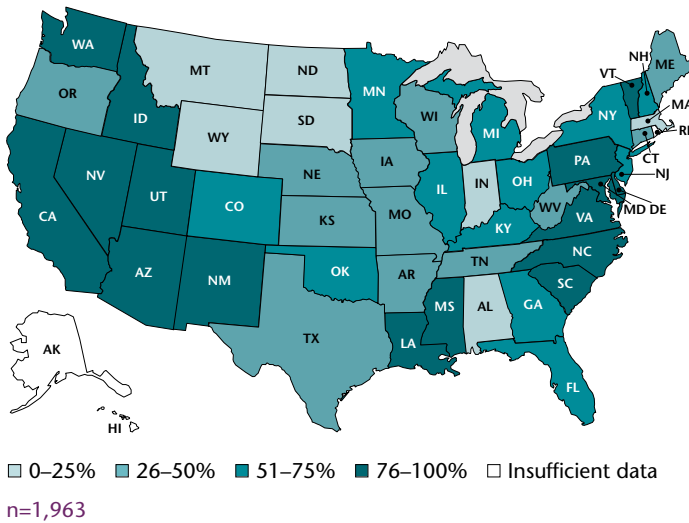 WA
MT
ND
MN
OR
ID
SD
WY
WI
MI
NY
VT
NH
ME
MA
RI
CT
NJ
NV
UT
CO
NE
IA
IL
IN
OH
PA
MD DE
CA
KS
MO
KY
WV
VA
AZ
NM
OK
AR
TN
NC
SC
TX
LA
MS
AL
GA
FL
AK
HI
0–25% 26–50% 51–75% 76–100% Insufficient data
n=1,963